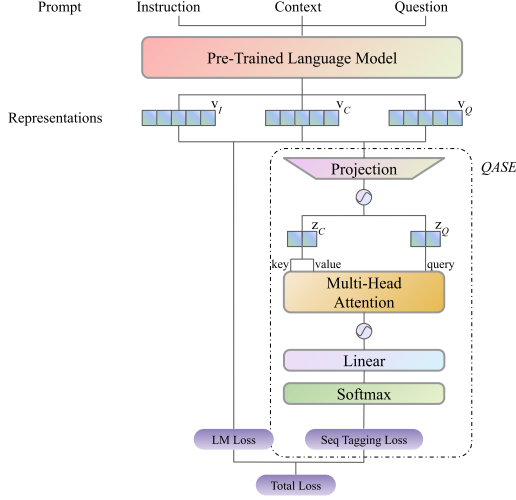 Prompt Instruction Context Question
Pre-Trained Language Model
Representations v_I v_C v_Q
Projection QASE
z_C z_Q
key value query
Multi-Head
Attention
Linear
Softmax
LM Loss Seq Tagging Loss
Total Loss